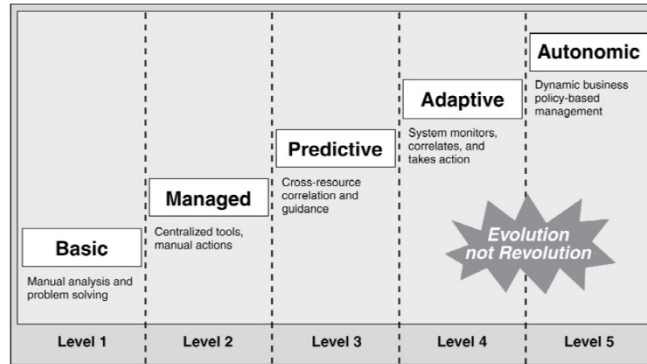 Basic
Manual analysis and
problem solving
Managed
Centralized tools,
manual actions
Predictive
Cross-resource
correlation and
guidance
Adaptive
System monitors,
correlates, and
takes action
Autonomic
Dynamic business
policy-based
management
Evolution
not Revolution
Level 1
Level 2
Level 3
Level 4
Level 5